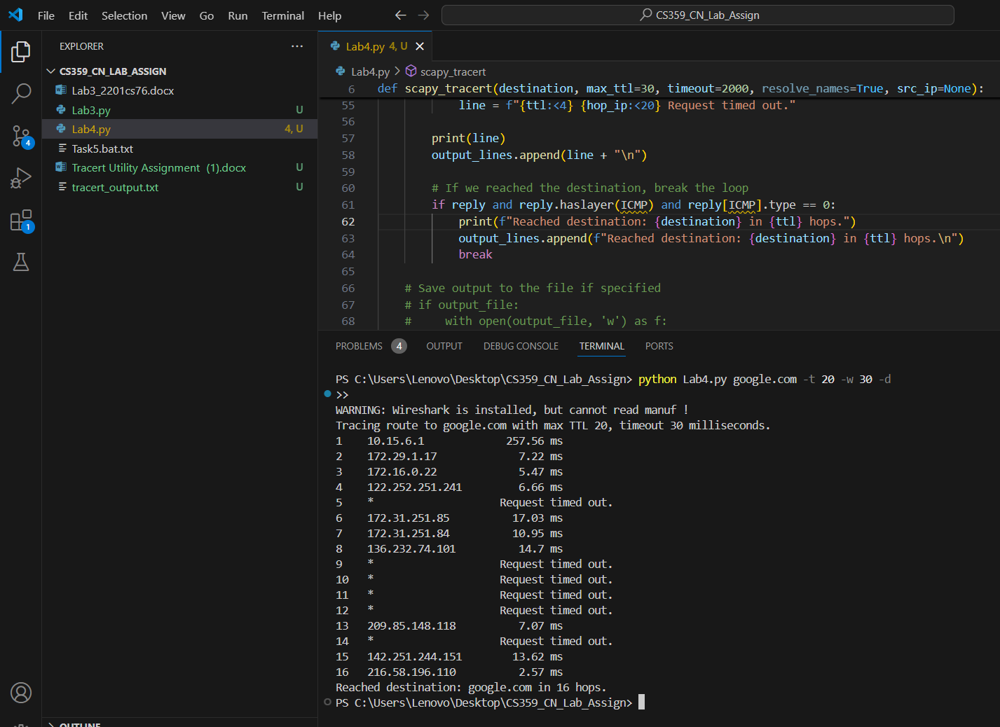 File Edit Selection View Go Run Terminal Help
CS359_CN_Lab_Assign
EXPLORER
CS359_CN_LAB_ASSIGN
Lab3_2201cs76.docx
Lab3.py U
Lab4.py 4, U
Task5.bat.txt
Tracert Utility Assignment (1).docx U
tracert_output.txt U
4
1
Lab4.py 4, U
Lab4.py > scapy_tracert
6 def scapy_tracert(destination, max_ttl=30, timeout=2000, resolve_names=True, src_ip=None):
55 line = f"{ttl:<4} {hop_ip:<20} Request timed out."
56
57 print(line)
58 output_lines.append(line + "\n")
59
60 # If we reached the destination, break the loop
61 if reply and reply.haslayer(ICMP) and reply[ICMP].type == 0:
62 print(f"Reached destination: {destination} in {ttl} hops.")
63 output_lines.append(f"Reached destination: {destination} in {ttl} hops.\n")
64 break
65
66 # Save output to the file if specified
67 # if output_file:
68 #     with open(output_file, 'w') as f:
PROBLEMS 4 OUTPUT DEBUG CONSOLE TERMINAL PORTS
PS C:\Users\Lenovo\Desktop\CS359_CN_Lab_Assign> python Lab4.py google.com -t 20 -w 30 -d
>>
WARNING: Wireshark is installed, but cannot read manuf !
Tracing route to google.com with max TTL 20, timeout 30 milliseconds.
1 10.15.6.1 257.56 ms
2 172.29.1.17 7.22 ms
3 172.16.0.22 5.47 ms
4 122.252.251.241 6.66 ms
5 * Request timed out.
6 172.31.251.85 17.03 ms
7 172.31.251.84 10.95 ms
8 136.232.74.101 14.7 ms
9 * Request timed out.
10 * Request timed out.
11 * Request timed out.
12 * Request timed out.
13 209.85.148.118 7.07 ms
14 * Request timed out.
15 142.251.244.151 13.62 ms
16 216.58.196.110 2.57 ms
Reached destination: google.com in 16 hops.
PS C:\Users\Lenovo\Desktop\CS359_CN_Lab_Assign>
OUTLINE